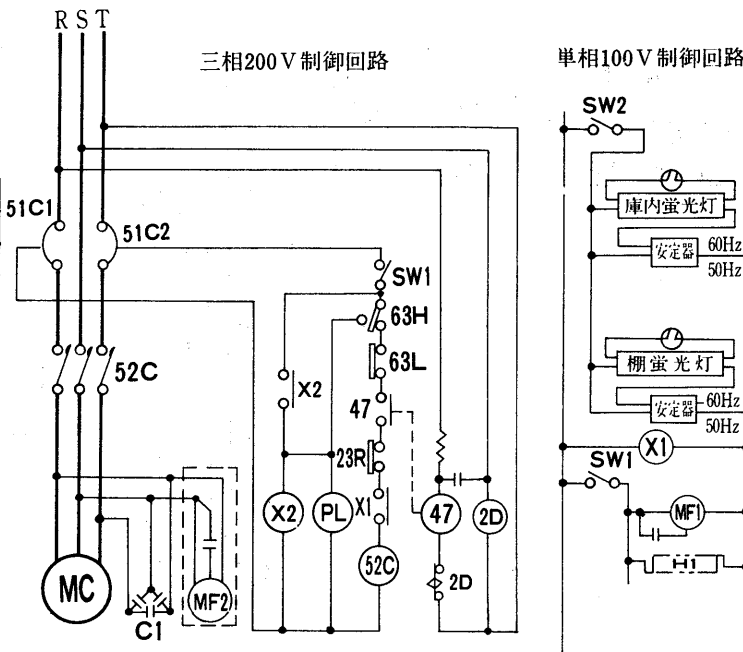 R S T
三相200V制御回路
単相100V制御回路
SW2
51C1
51C2
庫内蛍光灯
安定器
60Hz
50Hz
SW1
63H
63L
52C
X2
47
棚蛍光灯
安定器
60Hz
50Hz
X1
23R
SW1
X1
X2
PL
47
2D
MF1
52C
2D
H1
MC
MF2
C1